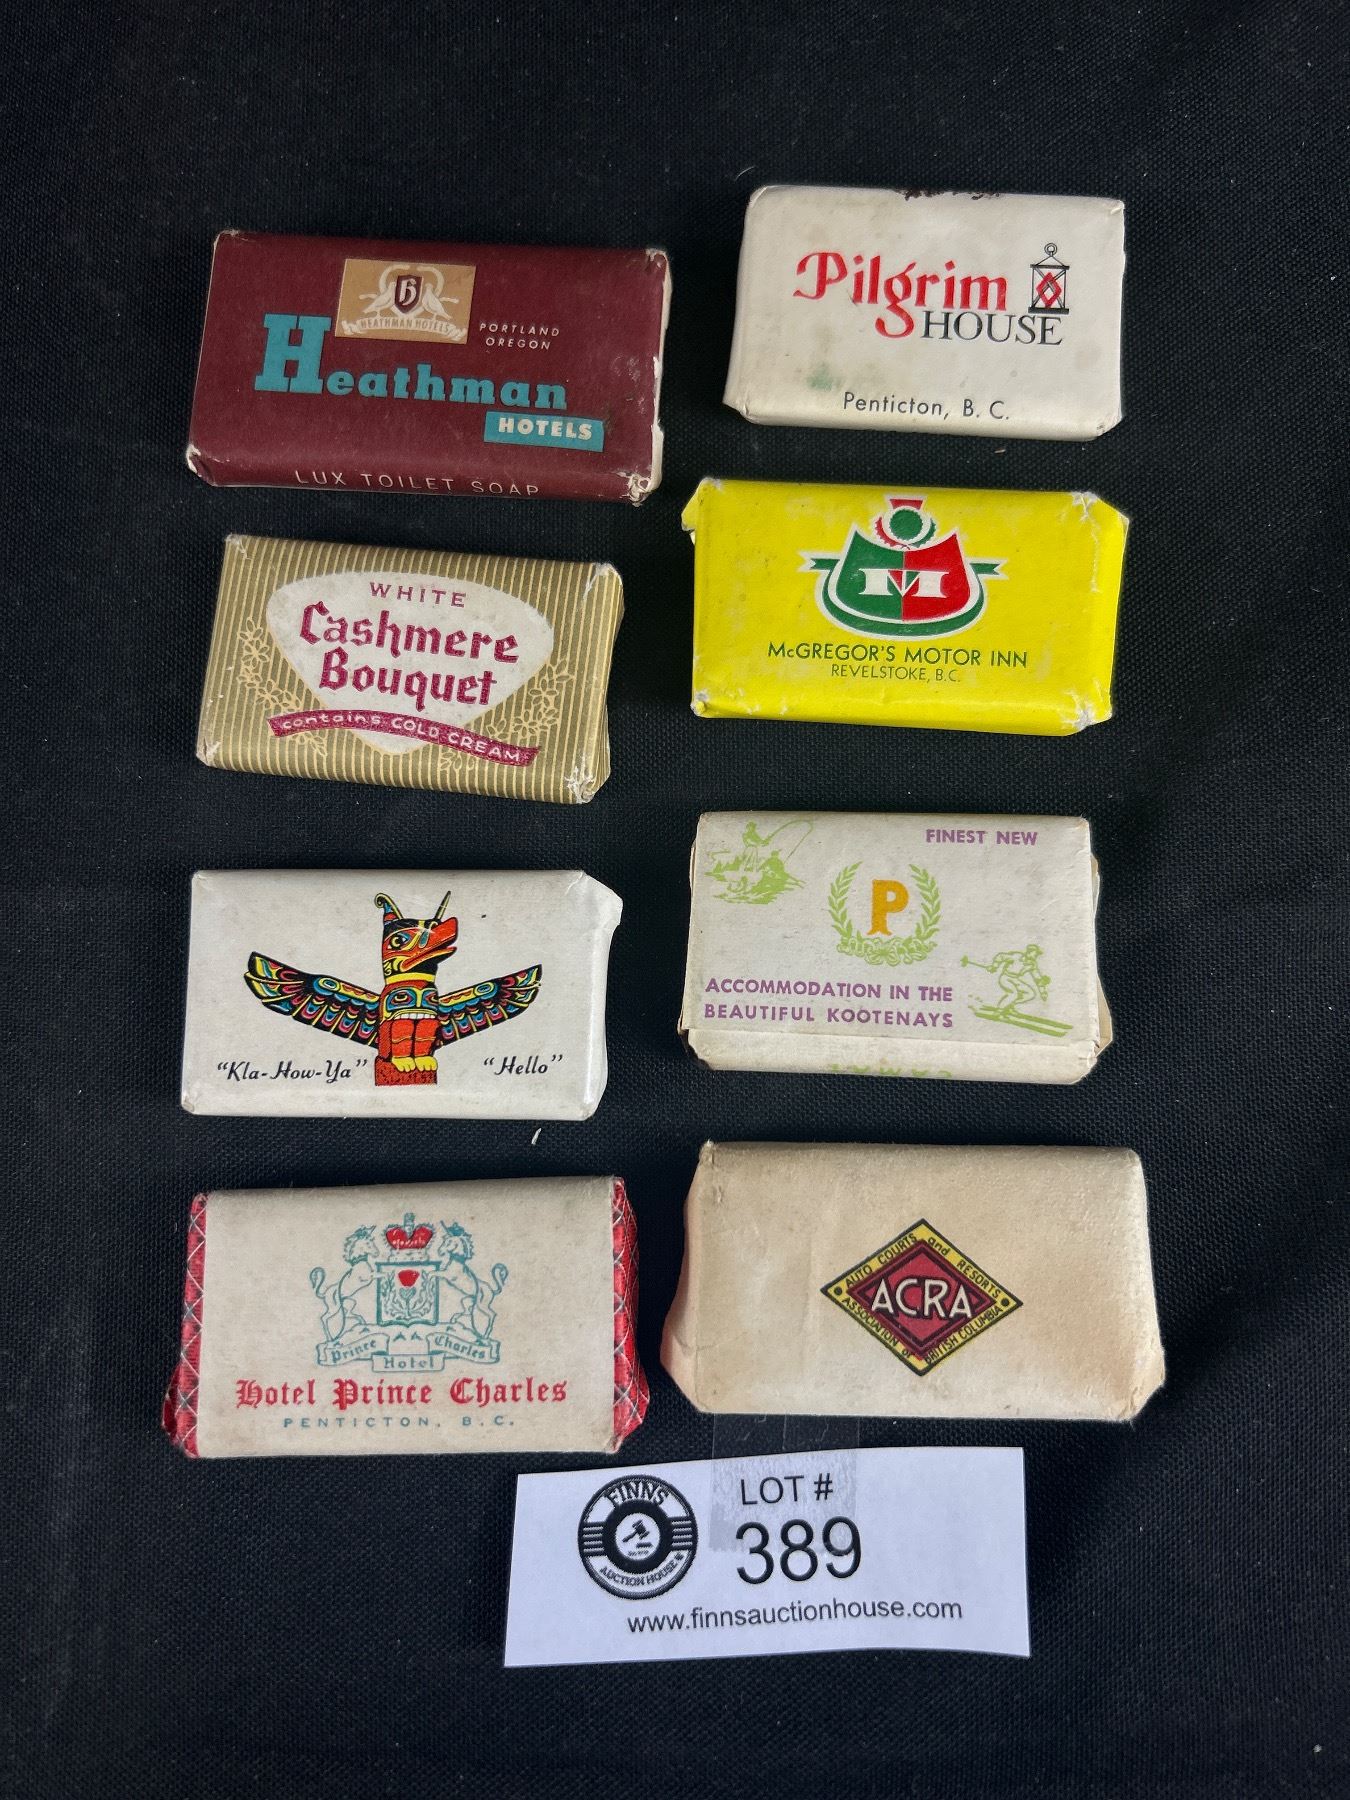 H
HEATHMAN HOTELS
PORTLAND
OREGON
Heathman
HOTELS
LUX TOILET SOAP
Pilgrim
HOUSE
Penticton, B. C.
WHITE
Cashmere
Bouquet
contains COLD CREAM
M
McGREGOR'S MOTOR INN
REVELSTOKE, B.C.
"Kla-How-Ya" "Hello"
FINEST NEW
P
ACCOMMODATION IN THE
BEAUTIFUL KOOTENAYS
Prince Charles
Hotel
Hotel Prince Charles
PENTICTON, B.C.
AUTO COURTS and RESORTS
ACRA
ASSOCIATION of BRITISH COLUMBIA
FINNS
AUCTION HOUSE
LOT #
389
www.finnsauctionhouse.com